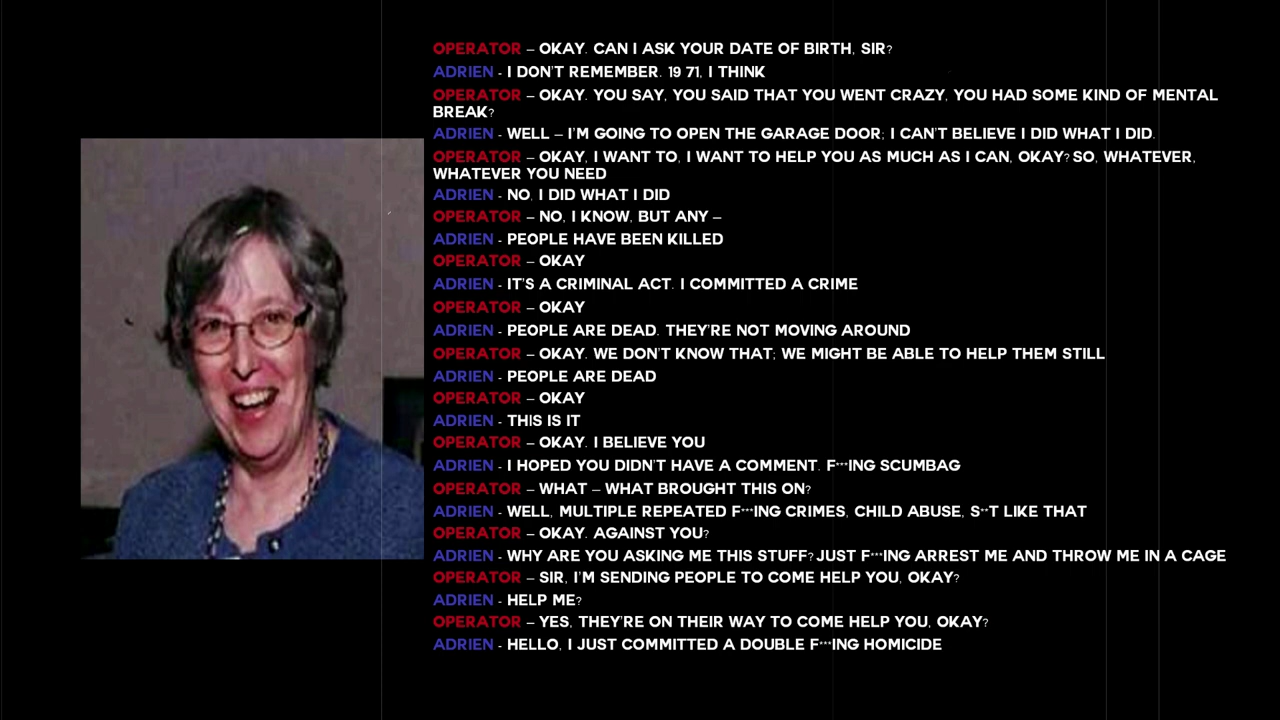 OPERATOR – OKAY. CAN I ASK YOUR DATE OF BIRTH, SIR?
ADRIEN - I DON'T REMEMBER. 19 71, I THINK
OPERATOR – OKAY. YOU SAY, YOU SAID THAT YOU WENT CRAZY, YOU HAD SOME KIND OF MENTAL
BREAK?
ADRIEN - WELL – I'M GOING TO OPEN THE GARAGE DOOR; I CAN'T BELIEVE I DID WHAT I DID.
OPERATOR – OKAY, I WANT TO, I WANT TO HELP YOU AS MUCH AS I CAN, OKAY? SO, WHATEVER,
WHATEVER YOU NEED
ADRIEN - NO, I DID WHAT I DID
OPERATOR – NO, I KNOW, BUT ANY –
ADRIEN - PEOPLE HAVE BEEN KILLED
OPERATOR – OKAY
ADRIEN - IT'S A CRIMINAL ACT. I COMMITTED A CRIME
OPERATOR – OKAY
ADRIEN - PEOPLE ARE DEAD. THEY'RE NOT MOVING AROUND
OPERATOR – OKAY. WE DON'T KNOW THAT; WE MIGHT BE ABLE TO HELP THEM STILL
ADRIEN - PEOPLE ARE DEAD
OPERATOR – OKAY
ADRIEN - THIS IS IT
OPERATOR – OKAY. I BELIEVE YOU
ADRIEN - I HOPED YOU DIDN'T HAVE A COMMENT. F***ING SCUMBAG
OPERATOR – WHAT – WHAT BROUGHT THIS ON?
ADRIEN - WELL, MULTIPLE REPEATED F***ING CRIMES, CHILD ABUSE, S**T LIKE THAT
OPERATOR – OKAY. AGAINST YOU?
ADRIEN - WHY ARE YOU ASKING ME THIS STUFF? JUST F***ING ARREST ME AND THROW ME IN A CAGE
OPERATOR – SIR, I'M SENDING PEOPLE TO COME HELP YOU, OKAY?
ADRIEN - HELP ME?
OPERATOR – YES, THEY'RE ON THEIR WAY TO COME HELP YOU, OKAY?
ADRIEN - HELLO, I JUST COMMITTED A DOUBLE F***ING HOMICIDE